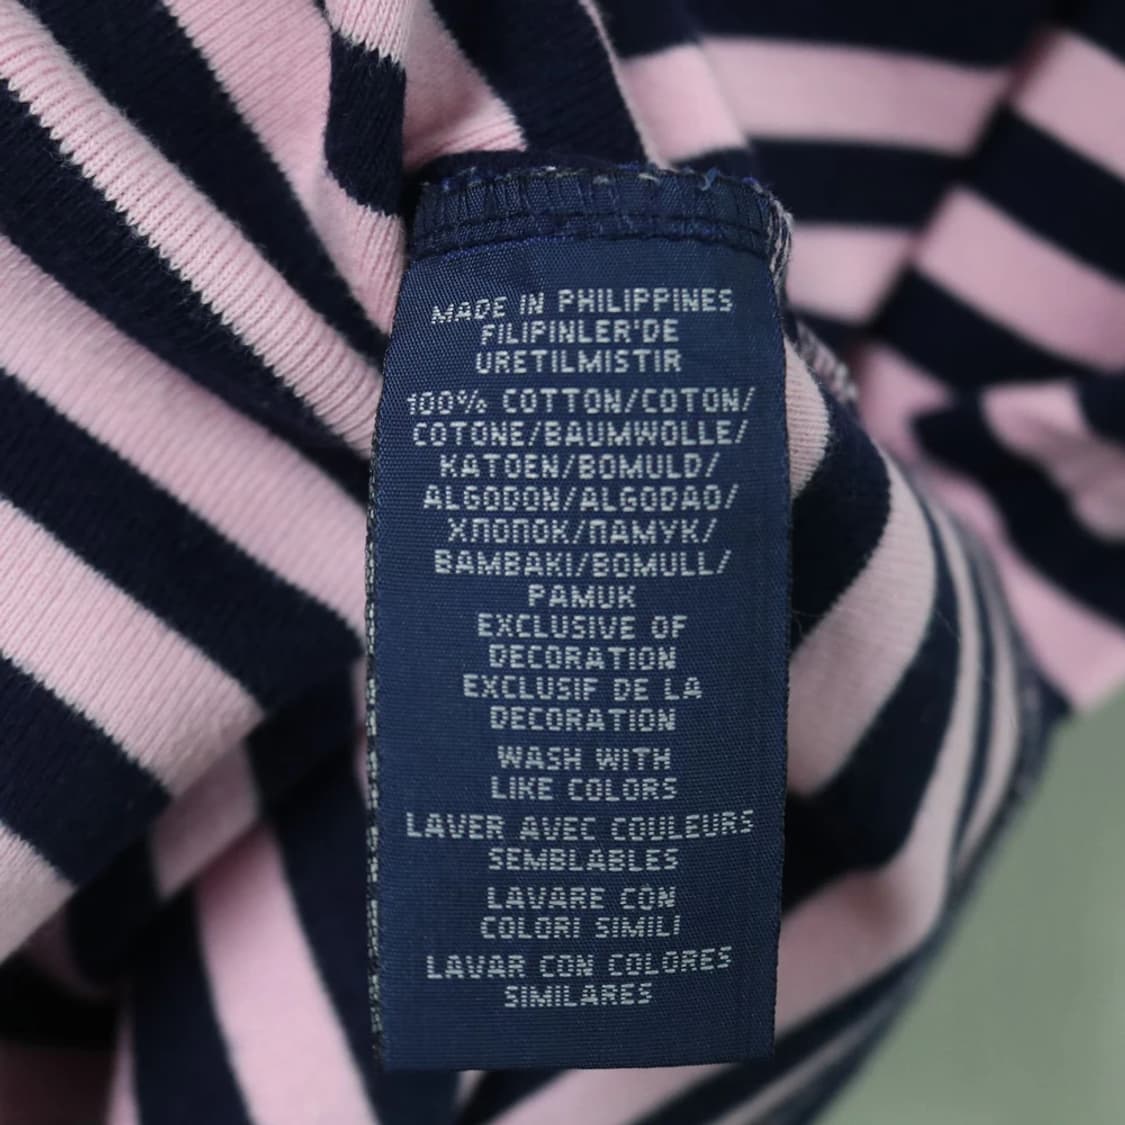 MADE IN PHILIPPINES
FILIPINLER'DE
URETILMISTIR
100% COTTON/COTON/
COTONE/BAUMWOLLE/
KATOEN/BOMULD/
ALGODON/ALGODAO/
ХЛОПОК/ПАМУК/
BAMBAKI/BOMULL/
PAMUK
EXCLUSIVE OF
DECORATION
EXCLUSIF DE LA
DECORATION
WASH WITH
LIKE COLORS
LAVER AVEC COULEURS
SEMBLABLES
LAVARE CON
COLORI SIMILI
LAVAR CON COLORES
SIMILARES